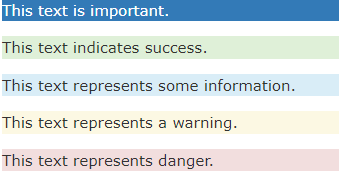 This text is important.
This text indicates success.
This text represents some information.
This text represents a warning.
This text represents danger.